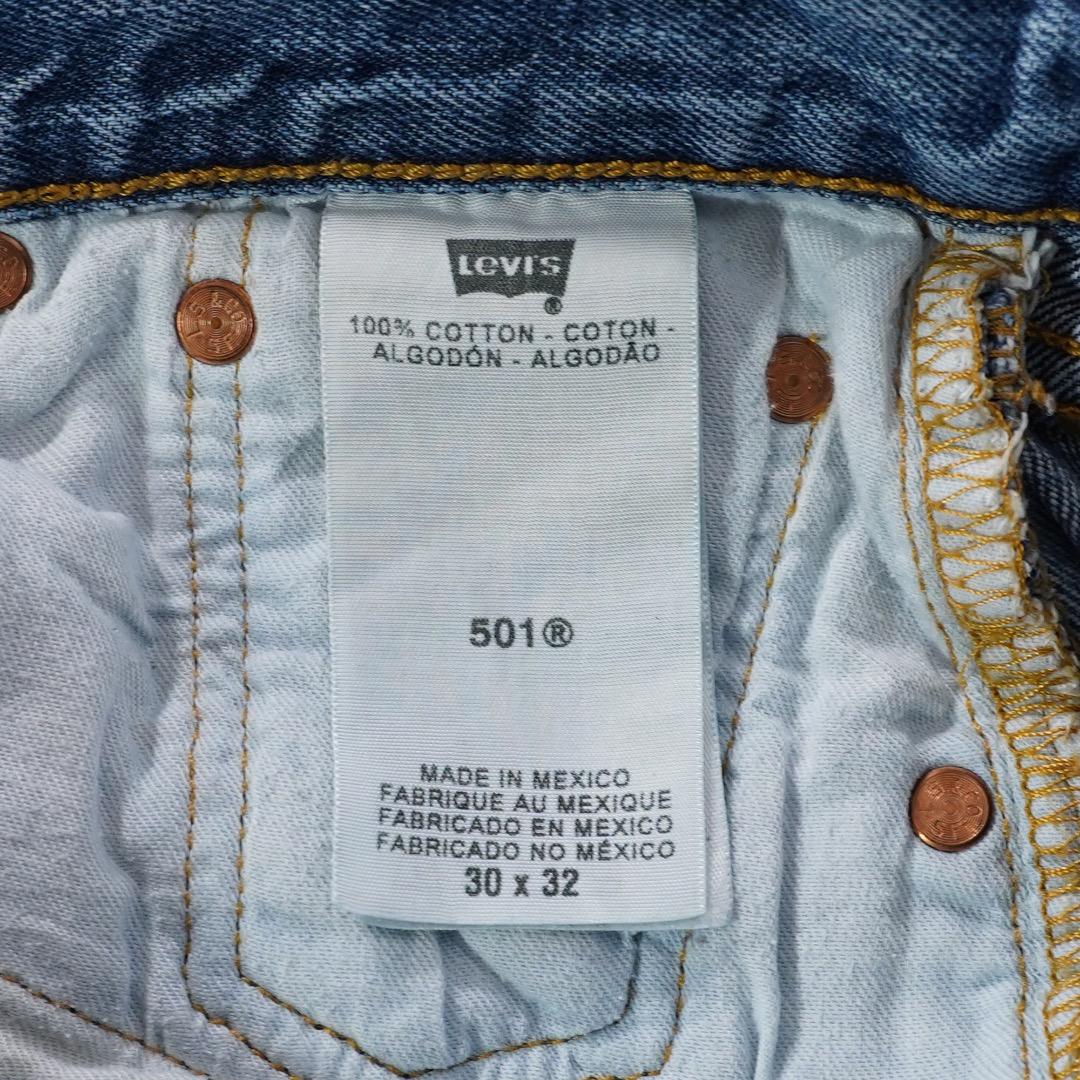 Levi's
®
100% COTTON - COTON -
ALGODÓN - ALGODÃO
501®
MADE IN MEXICO
FABRIQUE AU MEXIQUE
FABRICADO EN MEXICO
FABRICADO NO MÉXICO
30 x 32
S & CO